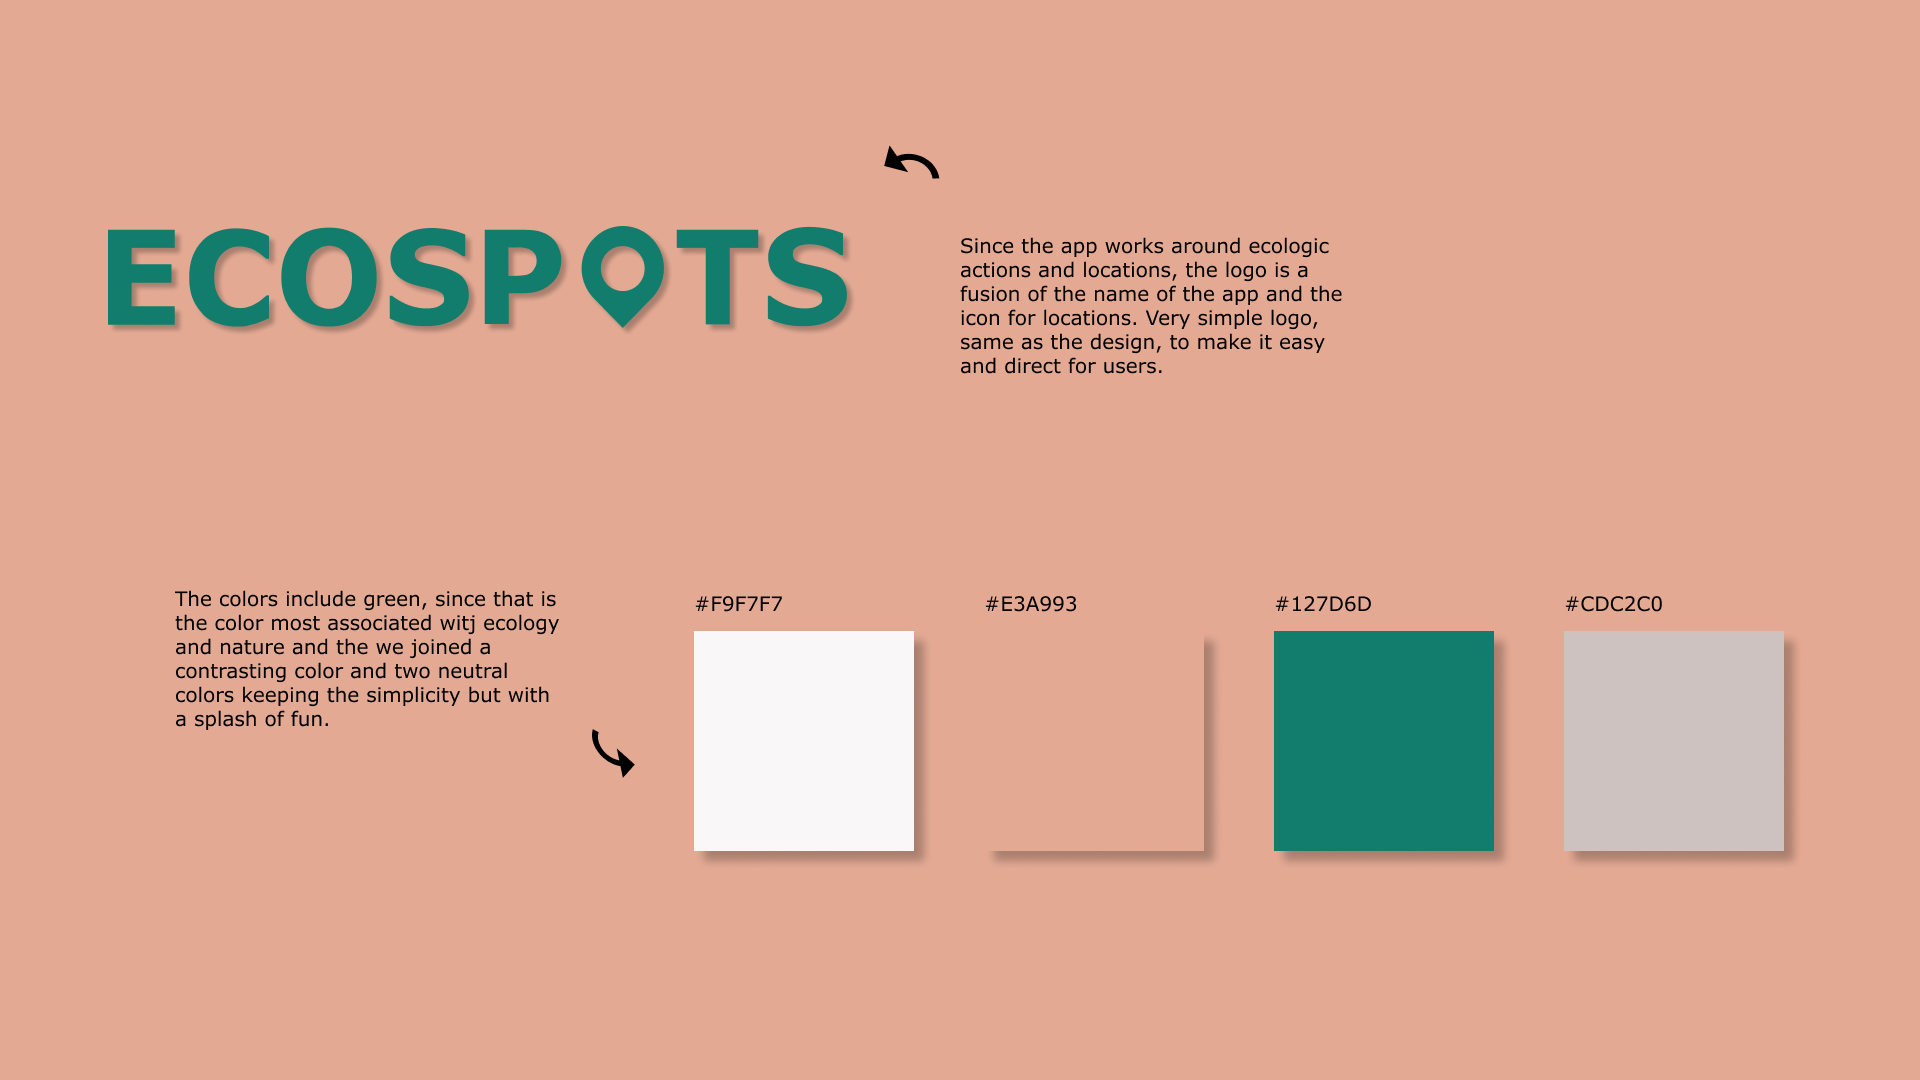 ECOSPOTS
Since the app works around ecologic
actions and locations, the logo is a
fusion of the name of the app and the
icon for locations. Very simple logo,
same as the design, to make it easy
and direct for users.
The colors include green, since that is
the color most associated witj ecology
and nature and the we joined a
contrasting color and two neutral
colors keeping the simplicity but with
a splash of fun.
#F9F7F7
#E3A993
#127D6D
#CDC2C0